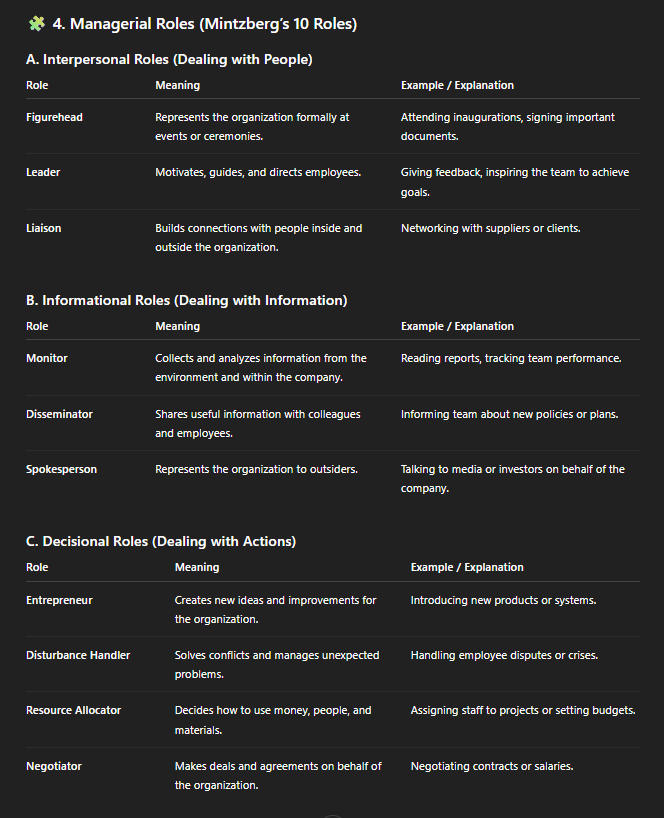 🧩 4. Managerial Roles (Mintzberg's 10 Roles)
A. Interpersonal Roles (Dealing with People)
Role Meaning Example / Explanation
Figurehead Represents the organization formally at Attending inaugurations, signing important
events or ceremonies. documents.
Leader Motivates, guides, and directs employees. Giving feedback, inspiring the team to achieve
goals.
Liaison Builds connections with people inside and Networking with suppliers or clients.
outside the organization.
B. Informational Roles (Dealing with Information)
Role Meaning Example / Explanation
Monitor Collects and analyzes information from the Reading reports, tracking team performance.
environment and within the company.
Disseminator Shares useful information with colleagues Informing team about new policies or plans.
and employees.
Spokesperson Represents the organization to outsiders. Talking to media or investors on behalf of the
company.
C. Decisional Roles (Dealing with Actions)
Role Meaning Example / Explanation
Entrepreneur Creates new ideas and improvements for Introducing new products or systems.
the organization.
Disturbance Handler Solves conflicts and manages unexpected Handling employee disputes or crises.
problems.
Resource Allocator Decides how to use money, people, and Assigning staff to projects or setting budgets.
materials.
Negotiator Makes deals and agreements on behalf of Negotiating contracts or salaries.
the organization.